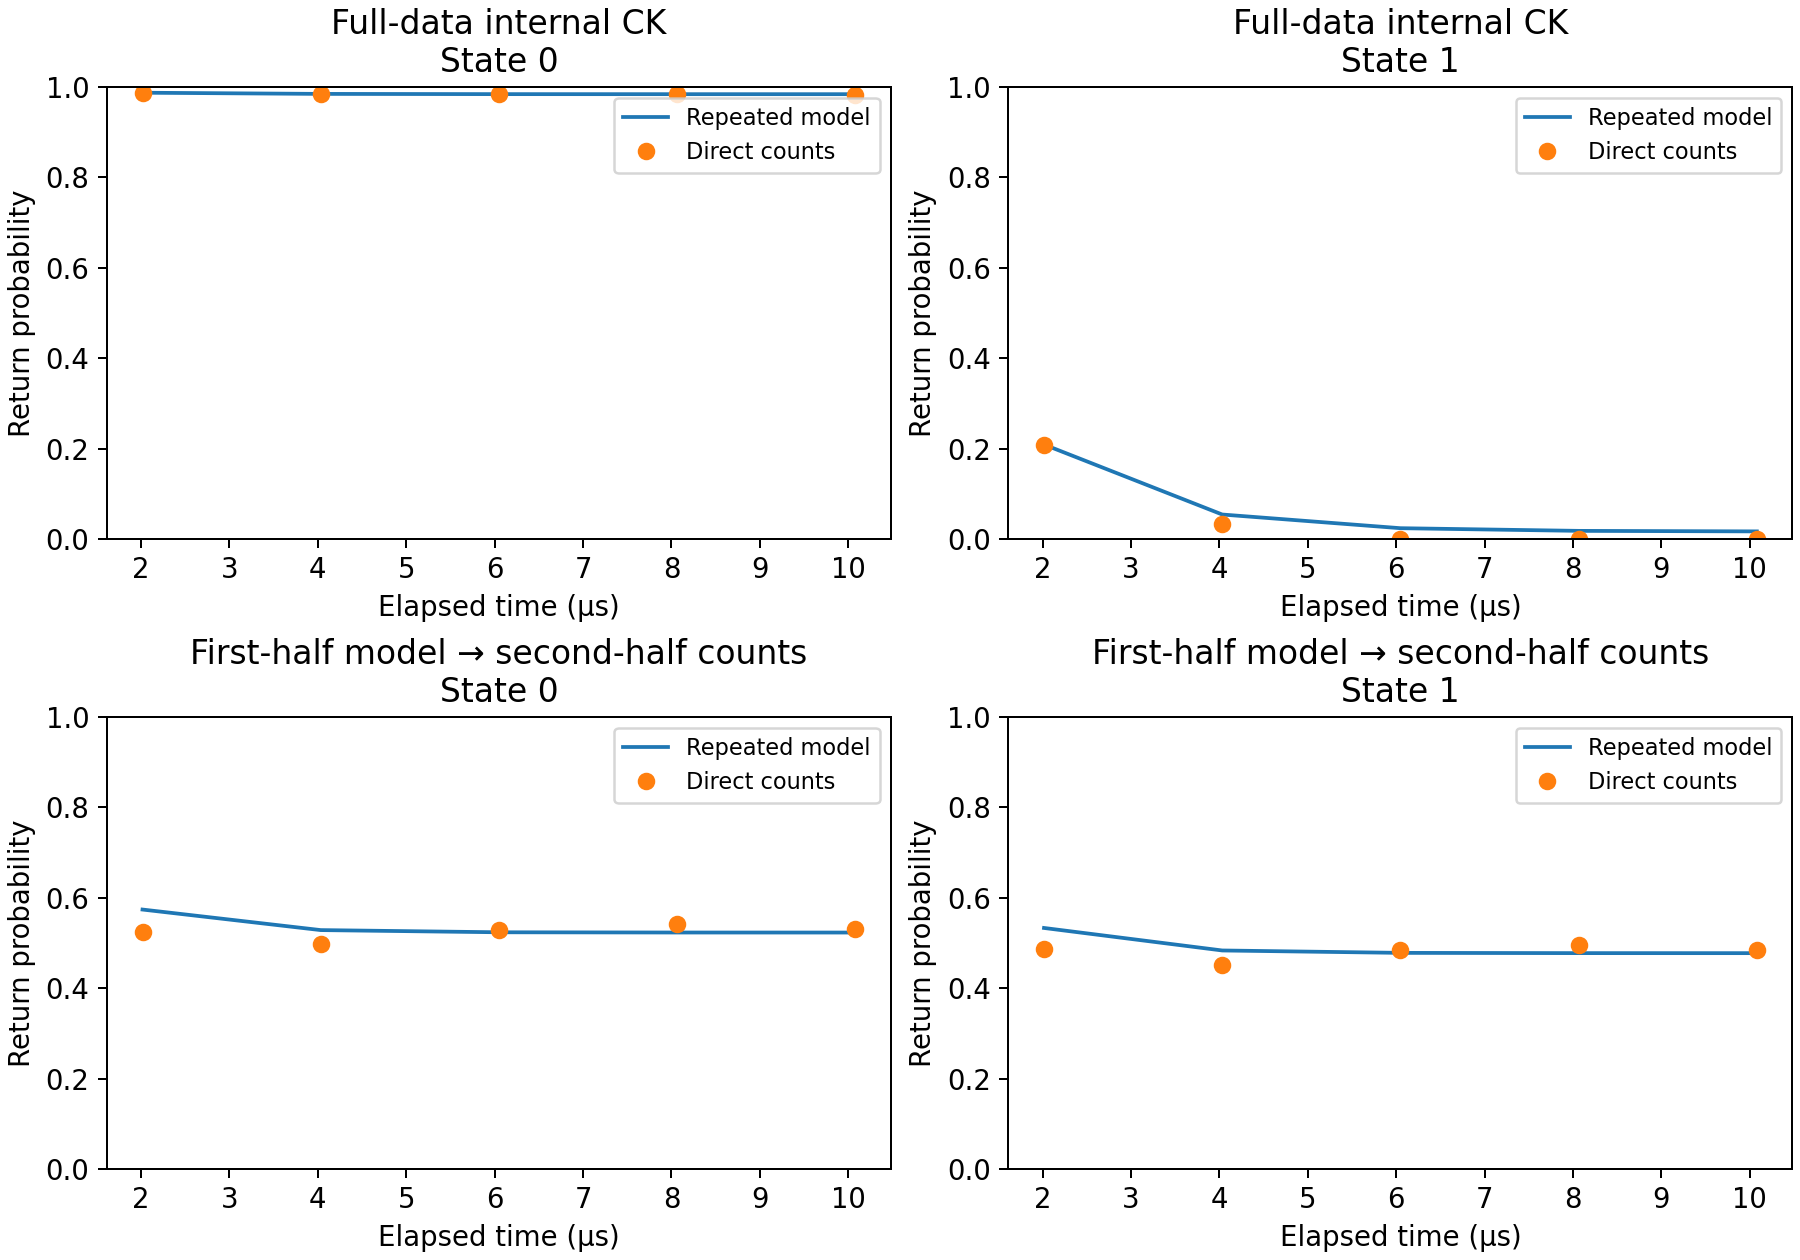 Full-data internal CK
State 0
1.0
0.8
0.6
0.4
0.2
0.0
Return probability
Repeated model
Direct counts
2 3 4 5 6 7 8 9 10
Elapsed time (μs)
Full-data internal CK
State 1
1.0
0.8
0.6
0.4
0.2
0.0
Return probability
Repeated model
Direct counts
2 3 4 5 6 7 8 9 10
Elapsed time (μs)
First-half model → second-half counts
State 0
1.0
0.8
0.6
0.4
0.2
0.0
Return probability
Repeated model
Direct counts
2 3 4 5 6 7 8 9 10
Elapsed time (μs)
First-half model → second-half counts
State 1
1.0
0.8
0.6
0.4
0.2
0.0
Return probability
Repeated model
Direct counts
2 3 4 5 6 7 8 9 10
Elapsed time (μs)